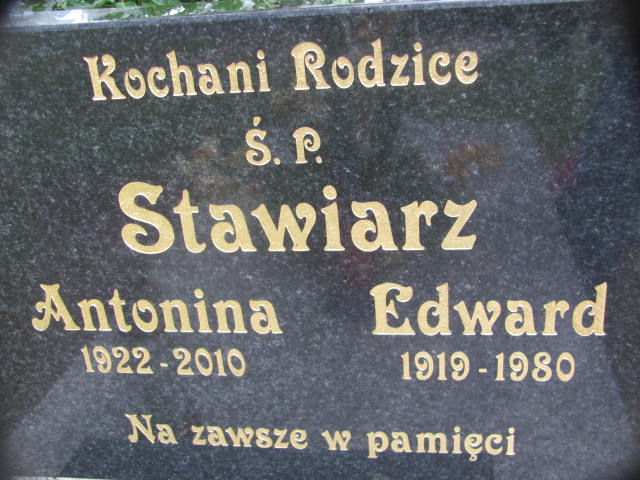 Kochani Rodzice
Ś. P.
Stawiarz
Antonina Edward
1922 - 2010 1919 - 1980
Na zawsze w pamięci